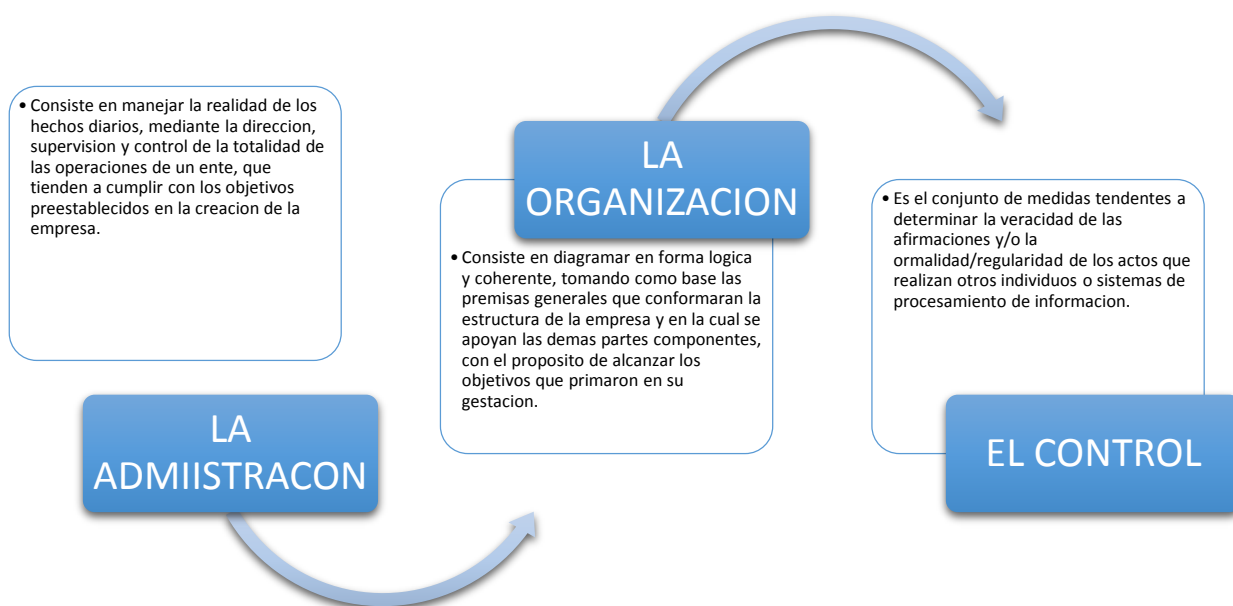 • Consiste en manejar la realidad de los
hechos diarios, mediante la direccion,
supervision y control de la totalidad de
las operaciones de un ente, que
tienden a cumplir con los objetivos
preestablecidos en la creacion de la
empresa.
LA
ADMIISTRACON
LA
ORGANIZACION
• Consiste en diagramar en forma logica
y coherente, tomando como base las
premisas generales que conformaran la
estructura de la empresa y en la cual se
apoyan las demas partes componentes,
con el proposito de alcanzar los
objetivos que primaron en su
gestacion.
• Es el conjunto de medidas tendentes a
determinar la veracidad de las
afirmaciones y/o la
ormalidad/regularidad de los actos que
realizan otros individuos o sistemas de
procesamiento de informacion.
EL CONTROL